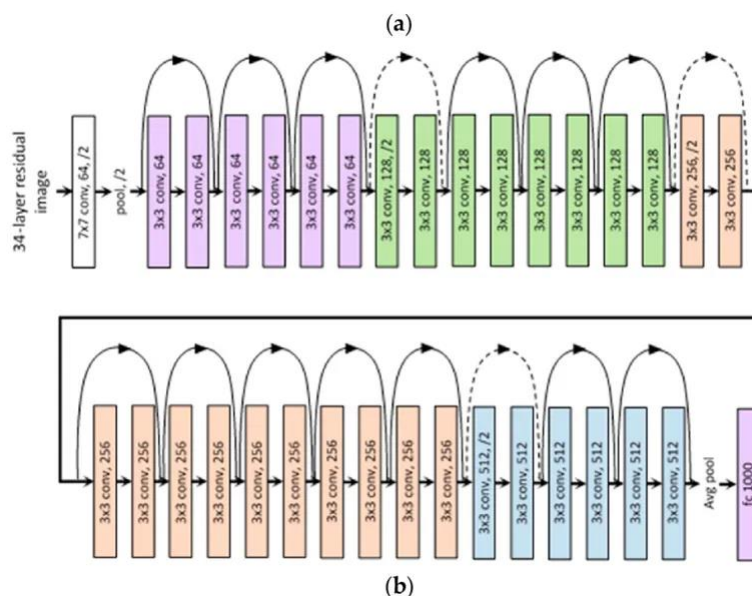 (a)
34-layer residual
image
7x7 conv, 64, /2
pool, /2
3x3 conv, 64
3x3 conv, 64
3x3 conv, 64
3x3 conv, 64
3x3 conv, 64
3x3 conv, 64
3x3 conv, 128, /2
3x3 conv, 128
3x3 conv, 128
3x3 conv, 128
3x3 conv, 128
3x3 conv, 128
3x3 conv, 128
3x3 conv, 128
3x3 conv, 256, /2
3x3 conv, 256
3x3 conv, 256
3x3 conv, 256
3x3 conv, 256
3x3 conv, 256
3x3 conv, 256
3x3 conv, 256
3x3 conv, 256
3x3 conv, 256
3x3 conv, 256
3x3 conv, 256
3x3 conv, 512, /2
3x3 conv, 512
3x3 conv, 512
3x3 conv, 512
3x3 conv, 512
3x3 conv, 512
Avg pool
fc 1000
(b)